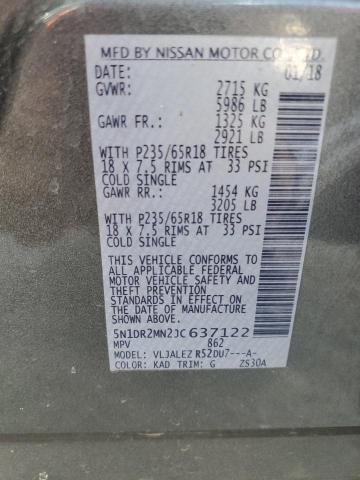 MFD BY NISSAN MOTOR CO., LTD.
DATE: 01/18
GVWR: 2715 KG
5986 LB
GAWR FR.: 1325 KG
2921 LB
WITH P235/65R18 TIRES
18 X 7.5 RIMS AT 33 PSI
COLD SINGLE
GAWR RR.: 1454 KG
3205 LB
WITH P235/65R18 TIRES
18 X 7.5 RIMS AT 33 PSI
COLD SINGLE
THIS VEHICLE CONFORMS TO
ALL APPLICABLE FEDERAL
MOTOR VEHICLE SAFETY AND
THEFT PREVENTION STANDARDS
IN EFFECT ON THE DATE OF
MANUFACTURE SHOWN ABOVE.
5N1DR2MN2JC637122
MPV 862
MODEL: VLJALEZ R52DU7---A-
COLOR: KAD TRIM: G ZS30A